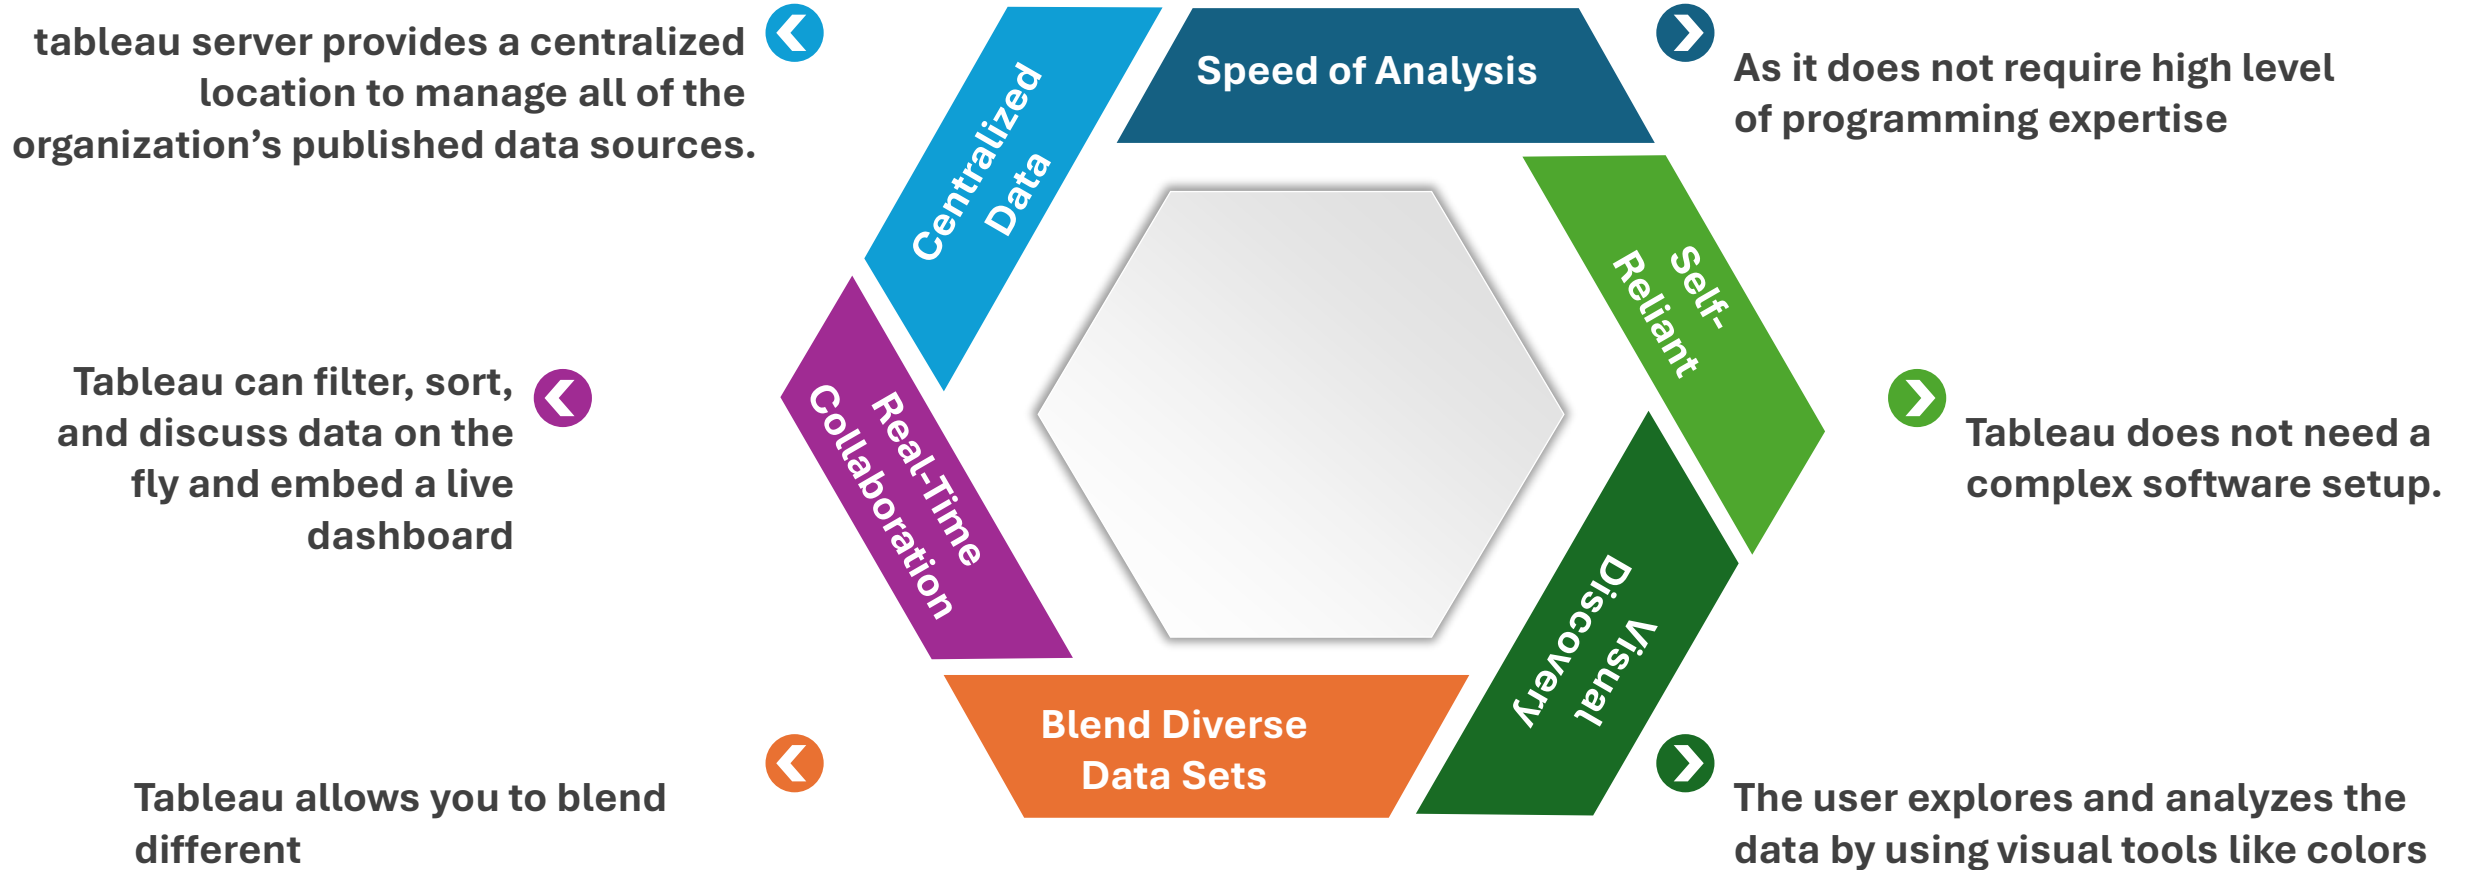 tableau server provides a centralized
location to manage all of the
organization’s published data sources.
Centralized
Data
Speed of Analysis
As it does not require high level
of programming expertise
Self-
Reliant
Tableau can filter, sort,
and discuss data on the
fly and embed a live
dashboard
Real-Time
Collaboration
Tableau does not need a
complex software setup.
Visual
Discovery
Blend Diverse
Data Sets
Tableau allows you to blend
different
The user explores and analyzes the
data by using visual tools like colors